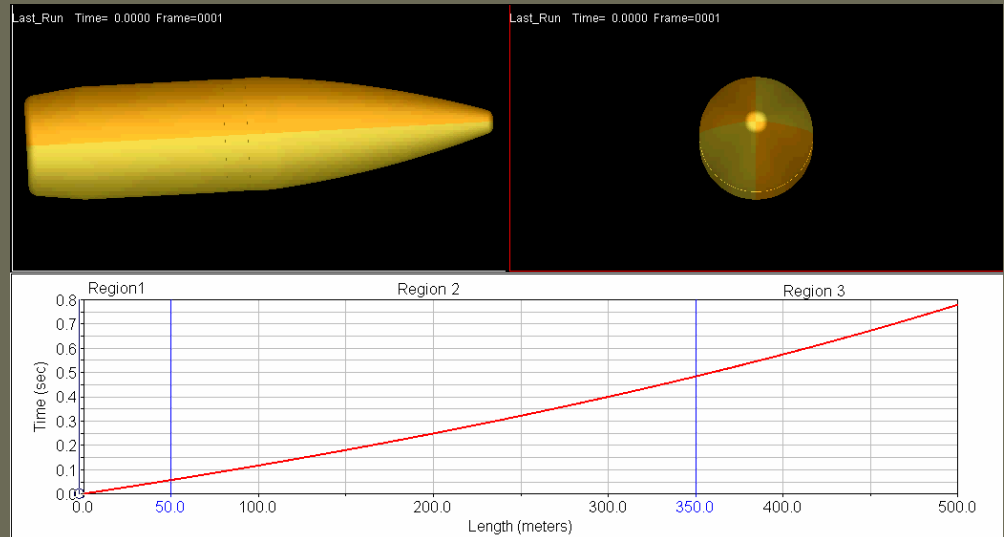 Last_Run Time= 0.0000 Frame=0001
Last_Run Time= 0.0000 Frame=0001
Region1
Region 2
Region 3
0.8
0.7
0.6
0.5
0.4
0.3
0.2
0.1
0.0
Time (sec)
0.0 50.0 100.0 200.0 300.0 350.0 400.0 500.0
Length (meters)